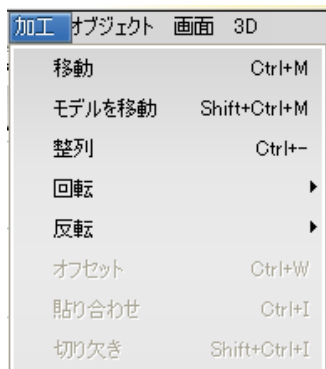 加工 オブジェクト 画面 3D
移動 Ctrl+M
モデルを移動 Shift+Ctrl+M
整列 Ctrl+-
回転
反転
オフセット Ctrl+W
貼り合わせ Ctrl+I
切り欠き Shift+Ctrl+I